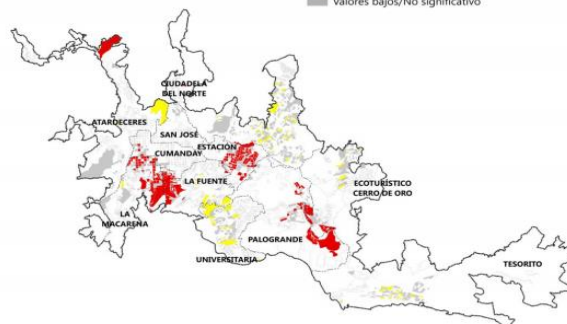 Valores bajos/No significativo
CIUDADELA
DEL NORTE
ATARDECERES
SAN JOSÉ
ESTACIÓN
CUMANDAY
LA FUENTE
ECOTURÍSTICO
CERRO DE ORO
LA
MACARENA
PALOGRANDE
UNIVERSITARIA
TESORITO